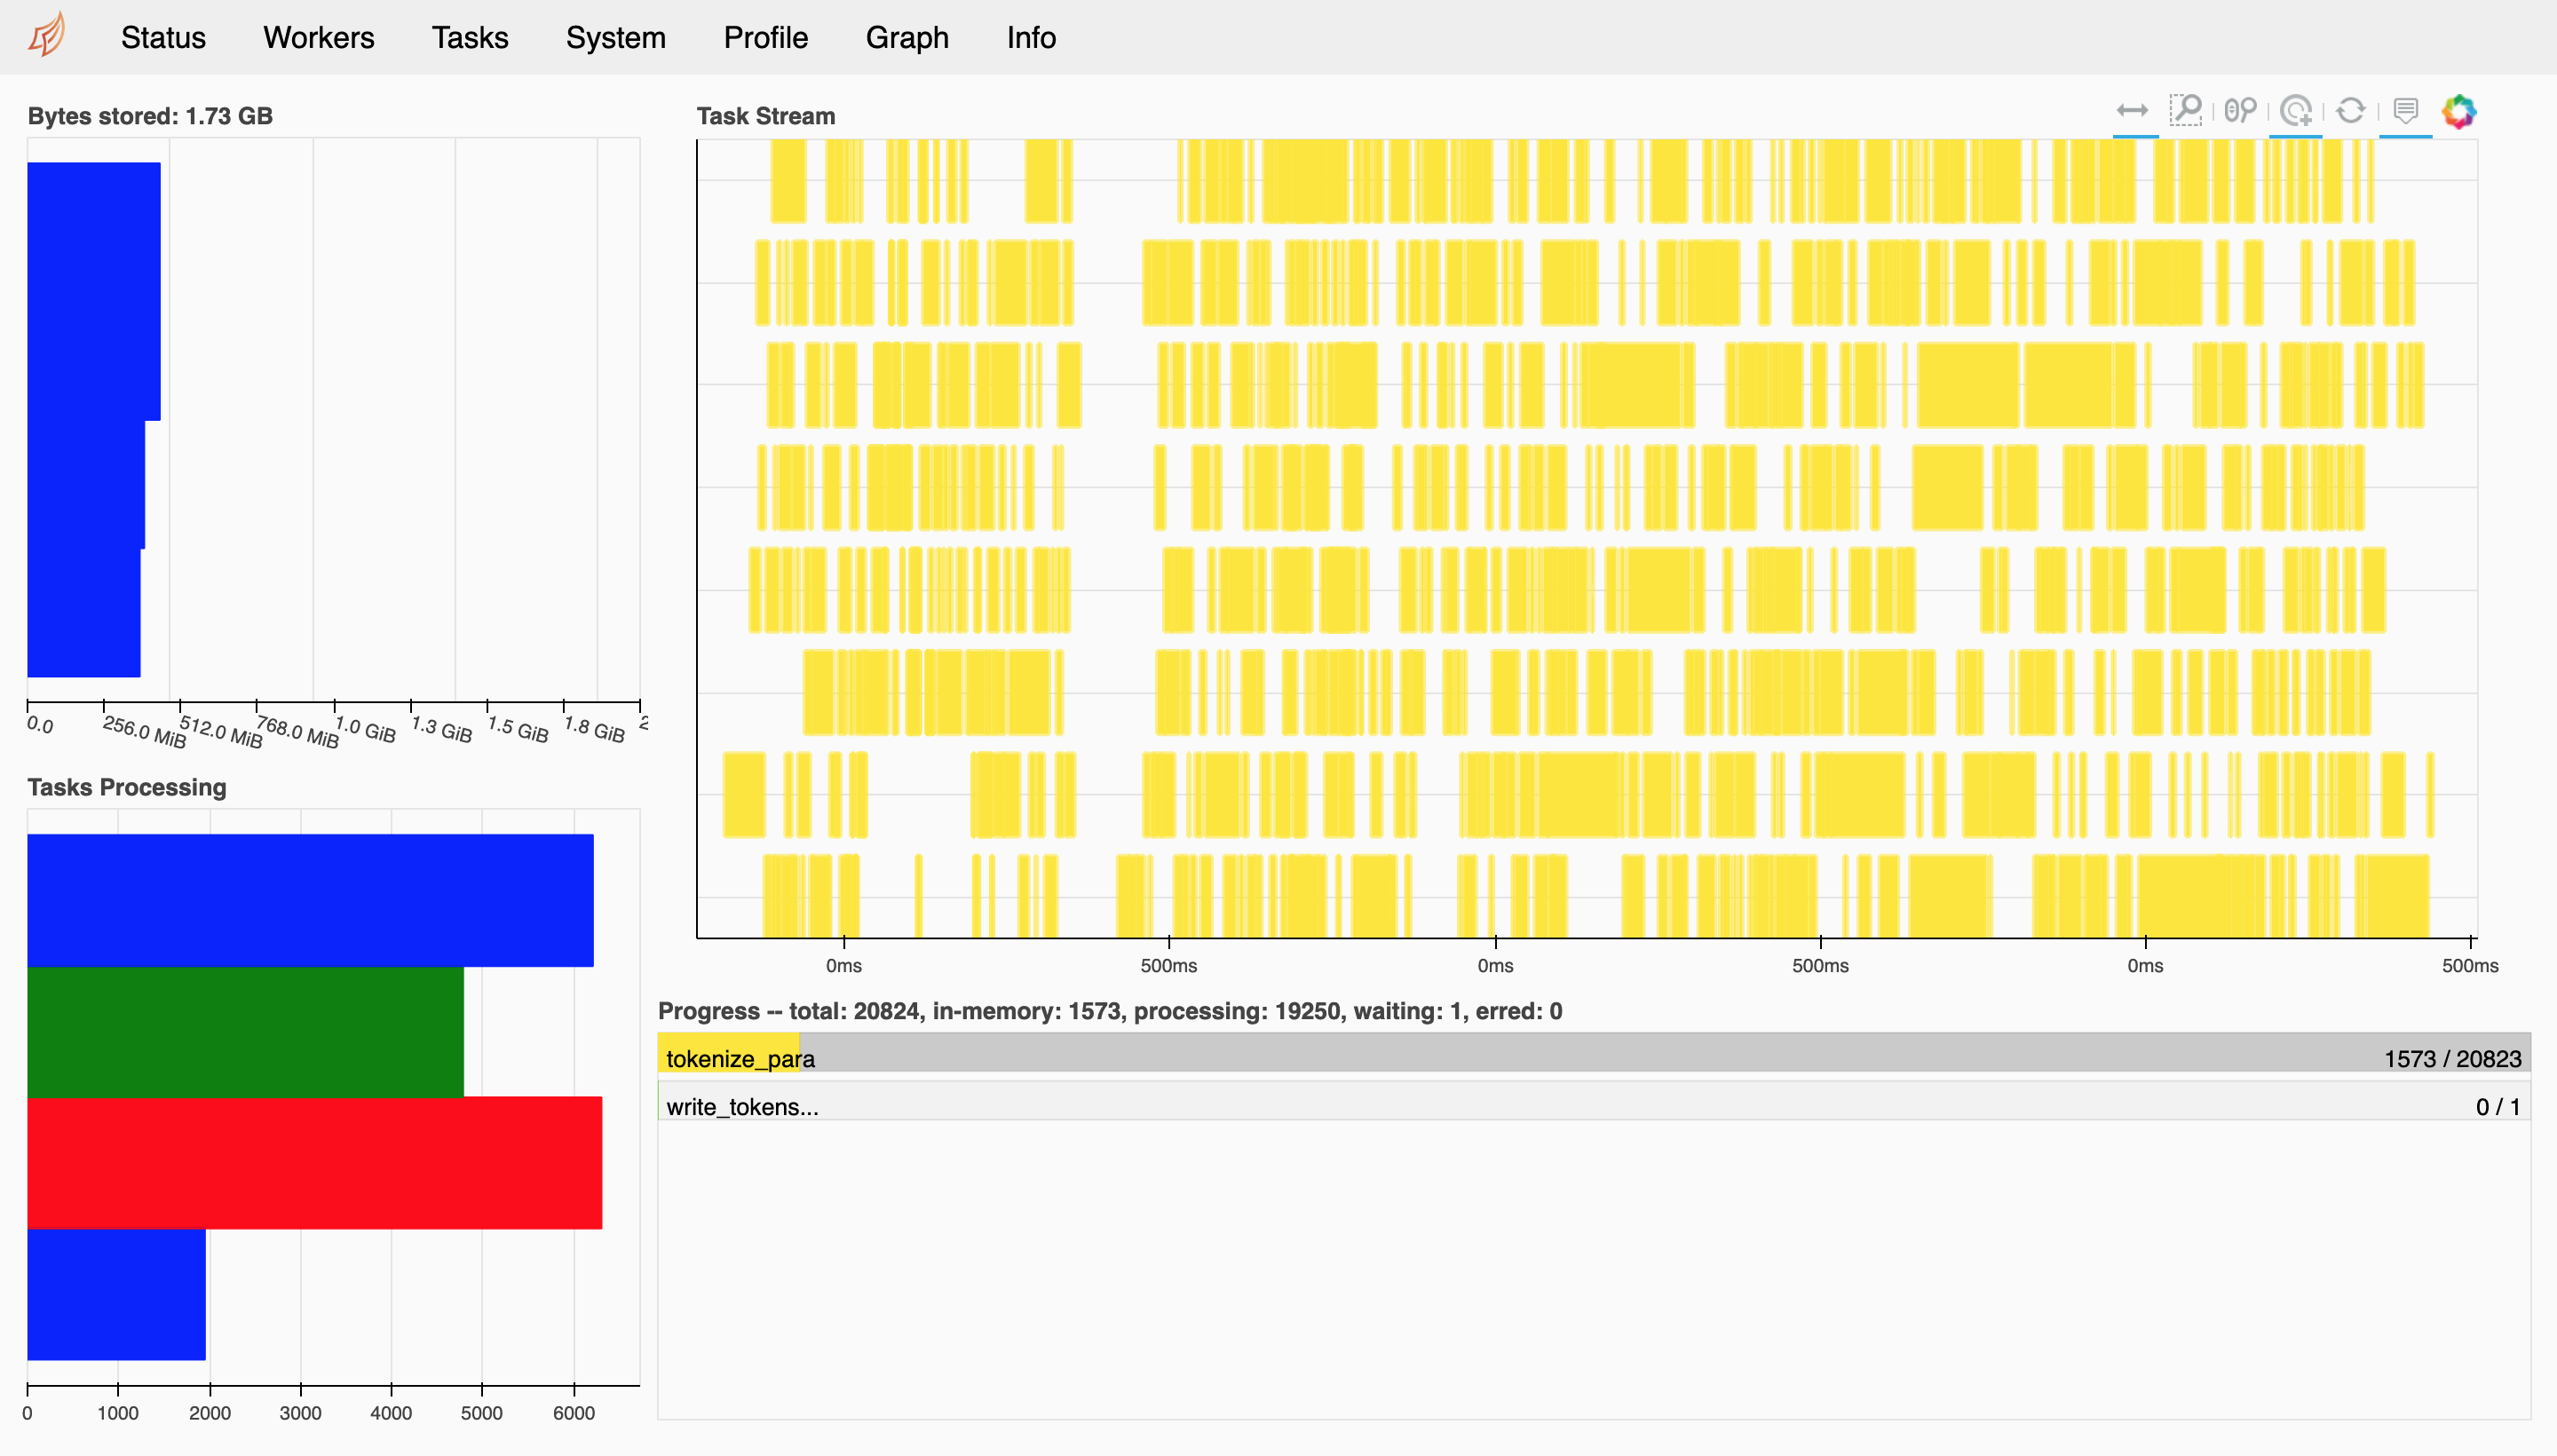 Status Workers Tasks System Profile Graph Info
Bytes stored: 1.73 GB
0.0 256.0 MiB 512.0 MiB 768.0 MiB 1.0 GiB 1.3 GiB 1.5 GiB 1.8 GiB 2
Tasks Processing
0 1000 2000 3000 4000 5000 6000
Task Stream
0ms 500ms 0ms 500ms 0ms 500ms
Progress -- total: 20824, in-memory: 1573, processing: 19250, waiting: 1, erred: 0
tokenize_para 1573 / 20823
write_tokens... 0 / 1